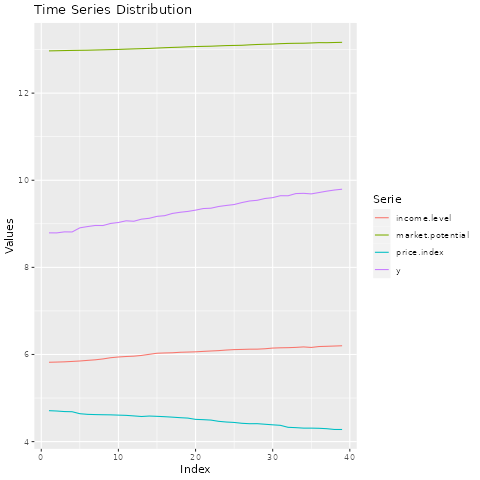 Time Series Distribution
Values
12
10
8
6
4
0
10
20
30
40
Index
Serie
income.level
market.potential
price.index
y